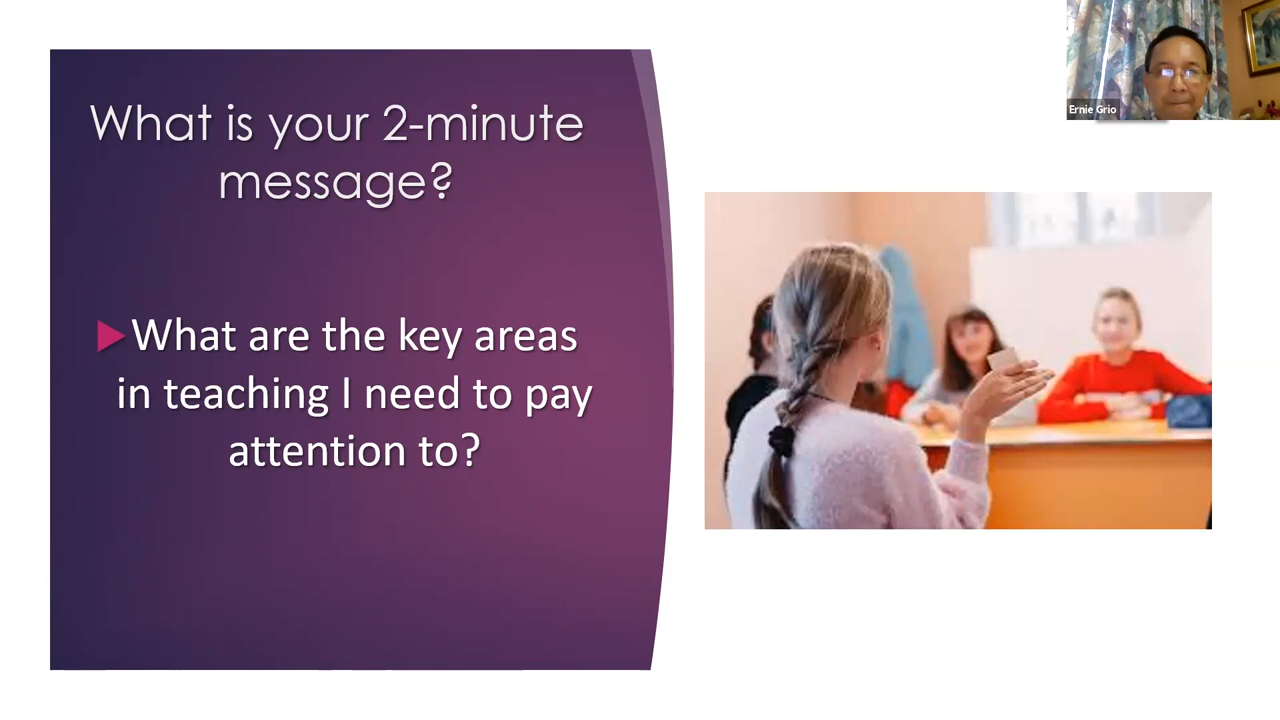 What is your 2-minute
message?
What are the key areas
in teaching I need to pay
attention to?
Ernie Grio